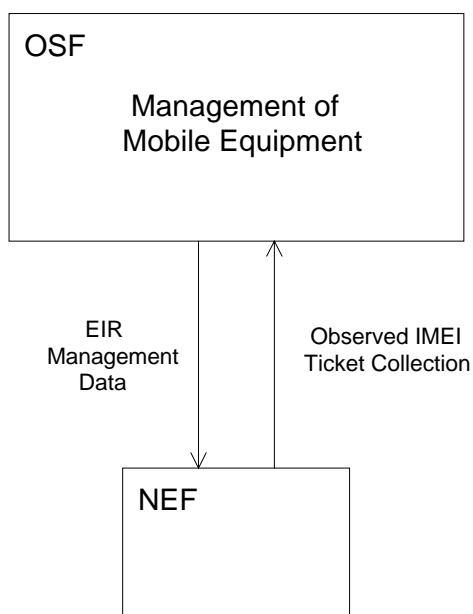 OSF
Management of
Mobile Equipment
EIR
Management
Data
Observed IMEI
Ticket Collection
NEF